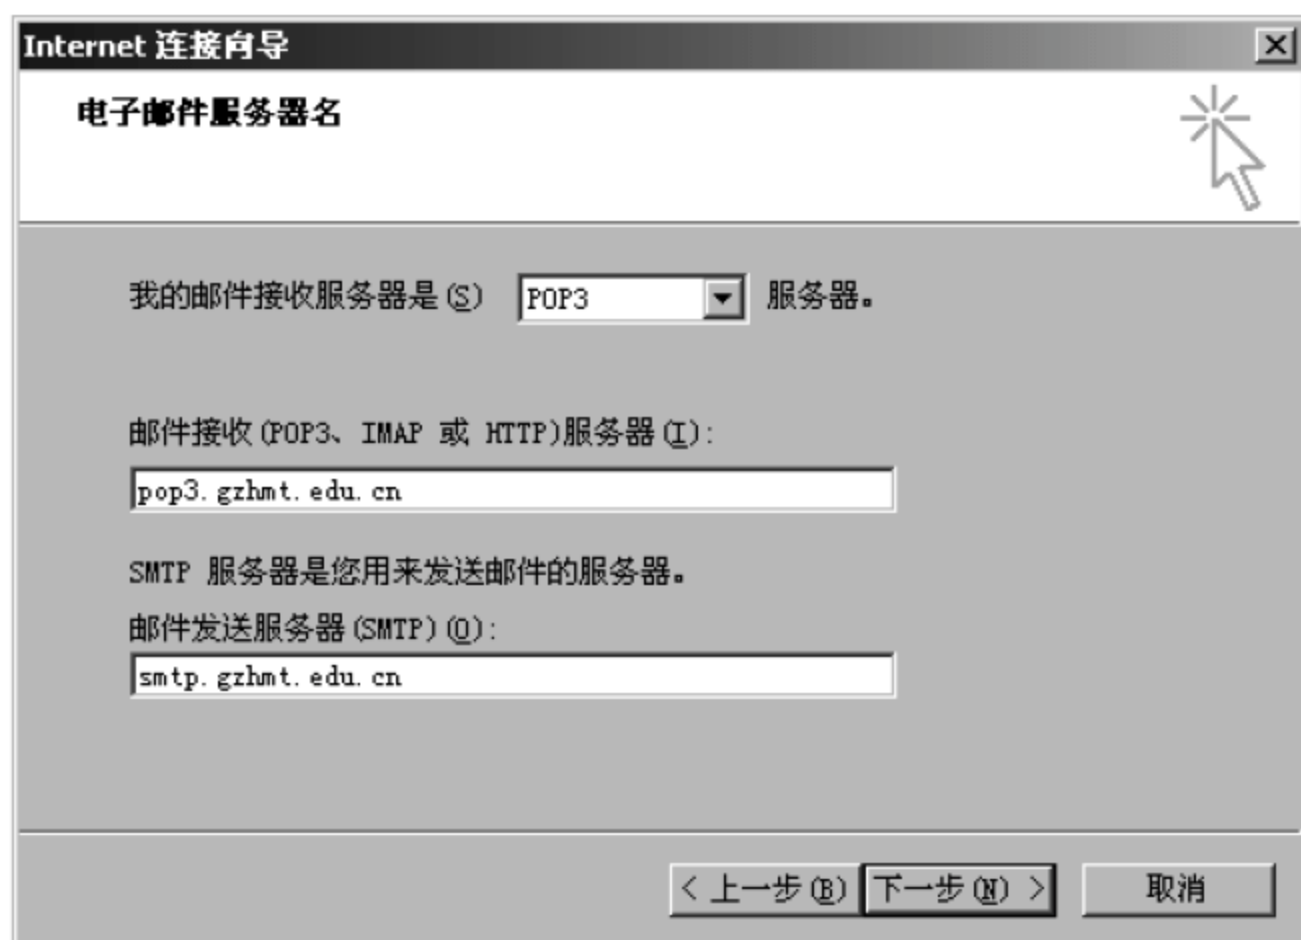 Internet 连接向导
电子邮件服务器名
我的邮件接收服务器是(S) POP3 服务器。
邮件接收(POP3、IMAP 或 HTTP)服务器(I):
pop3.gzhmt.edu.cn
SMTP 服务器是您用来发送邮件的服务器。
邮件发送服务器(SMTP)(O):
smtp.gzhmt.edu.cn
< 上一步(B) 下一步(N) > 取消